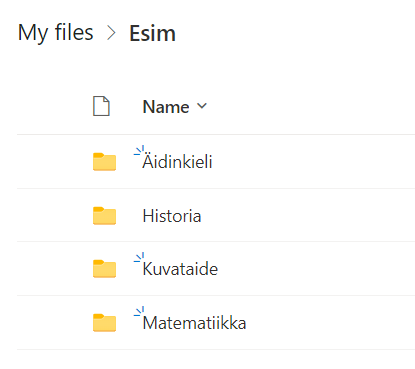 My files > Esim
Name
Äidinkieli
Historia
Kuvataide
Matematiikka